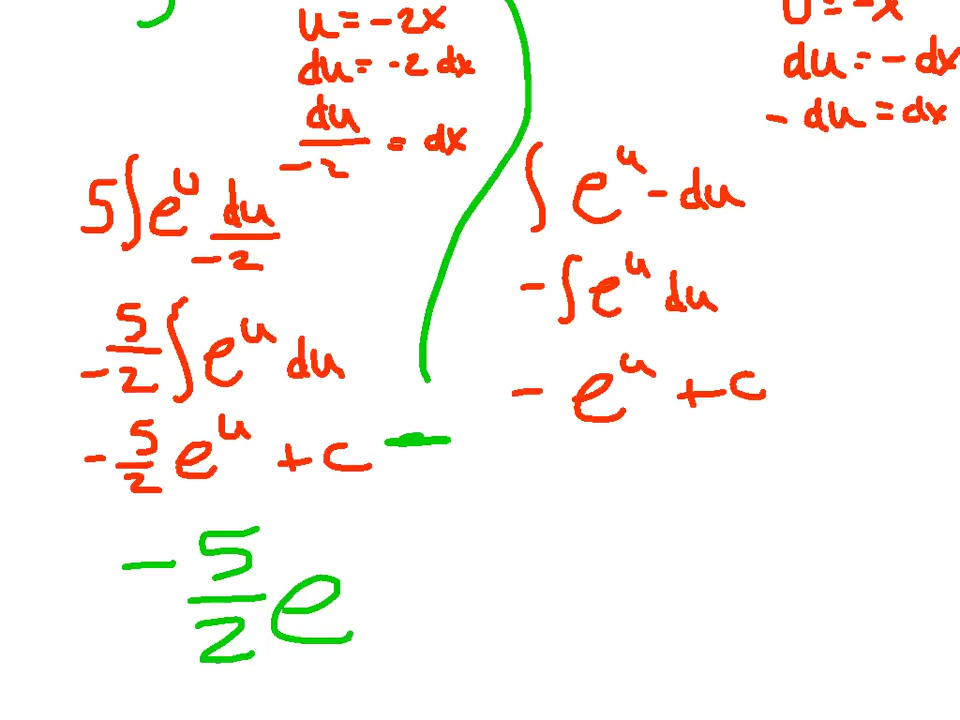 u = -2x
du = -2 dx
du/-2 = dx
5∫e^u du/-2
-5/2 ∫e^u du
-5/2 e^u + c -
-5/2 e
U = -x
du = - dx
- du = dx
∫ e^u - du
- ∫e^u du
- e^u + c